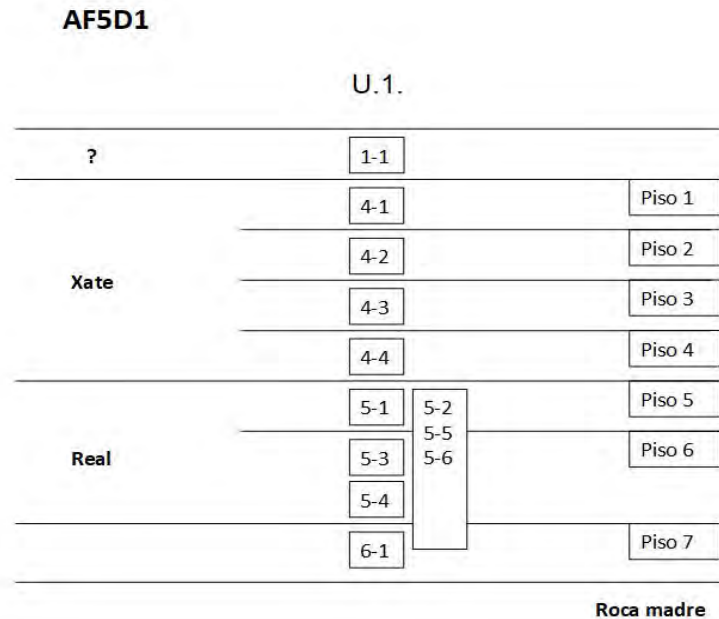 AF5D1
U.1.
? 1-1
4-1 Piso 1
4-2 Piso 2
Xate
4-3 Piso 3
4-4 Piso 4
5-1 5-2 Piso 5
5-5
Real 5-3 5-6 Piso 6
5-4
6-1 Piso 7
Roca madre